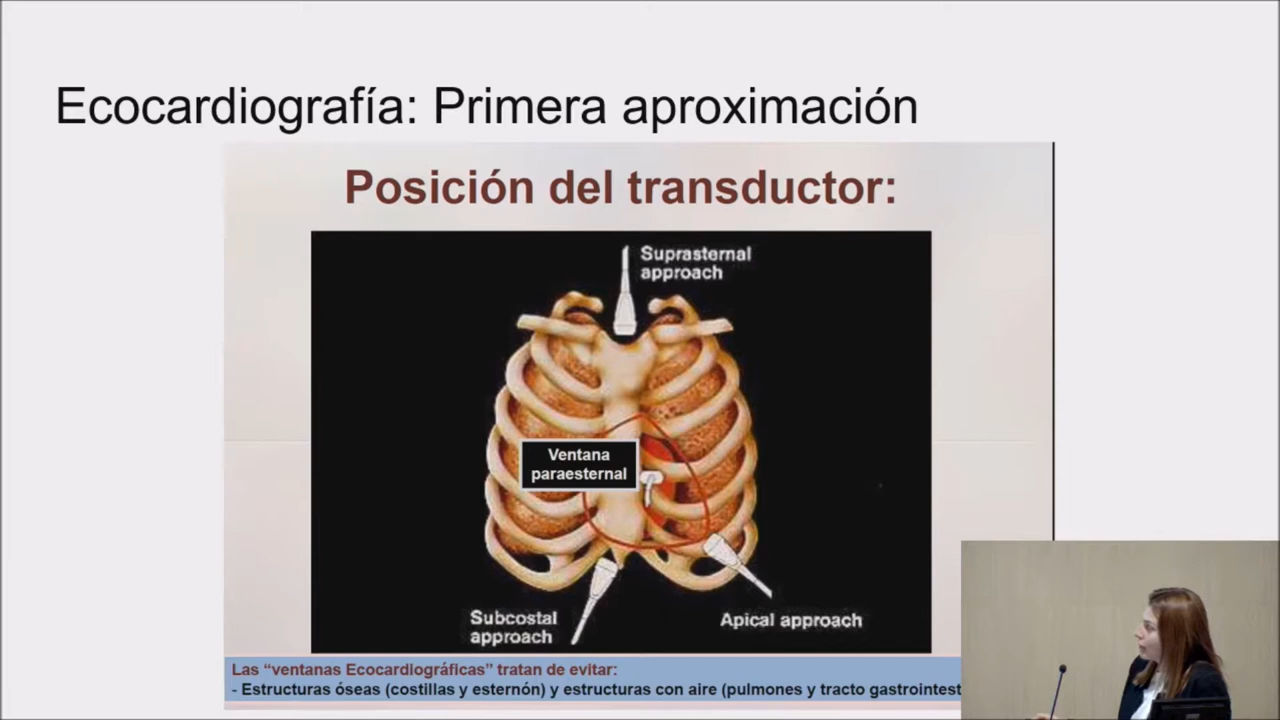 Ecocardiografía: Primera aproximación
Posición del transductor:
Suprasternal
approach
Ventana
paraesternal
Subcostal
approach
Apical approach
Las “ventanas Ecocardiográficas” tratan de evitar:
- Estructuras óseas (costillas y esternón) y estructuras con aire (pulmones y tracto gastrointest